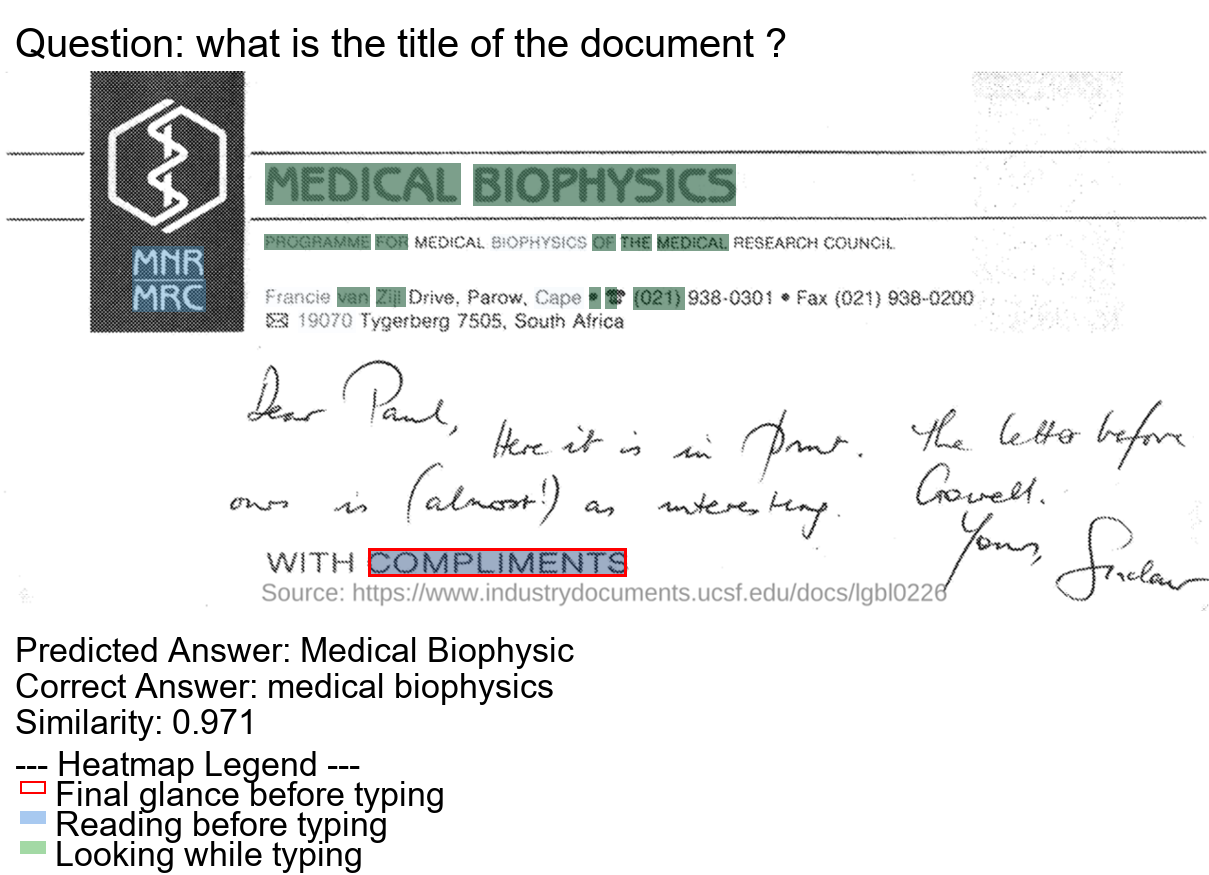 Question: what is the title of the document ?
MEDICAL BIOPHYSICS
PROGRAMME FOR MEDICAL BIOPHYSICS OF THE MEDICAL RESEARCH COUNCIL
MNR
MRC
Francie van Zijl Drive, Parow, Cape • ☎ (021) 938-0301 • Fax (021) 938-0200
✉ 19070 Tygerberg 7505, South Africa
Dear Paul,
Here it is in print. The letter before
ours is (almost!) as interesting. Crowell.
Yours, Sinclair
WITH COMPLIMENTS
Source: https://www.industrydocuments.ucsf.edu/docs/lgbl0226
Predicted Answer: Medical Biophysic
Correct Answer: medical biophysics
Similarity: 0.971
--- Heatmap Legend ---
Final glance before typing
Reading before typing
Looking while typing